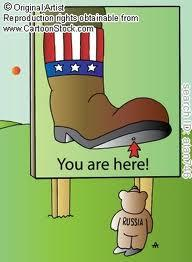 © Original Artist
Reproduction rights obtainable from
www.CartoonStock.com
You are here!
RUSSIA